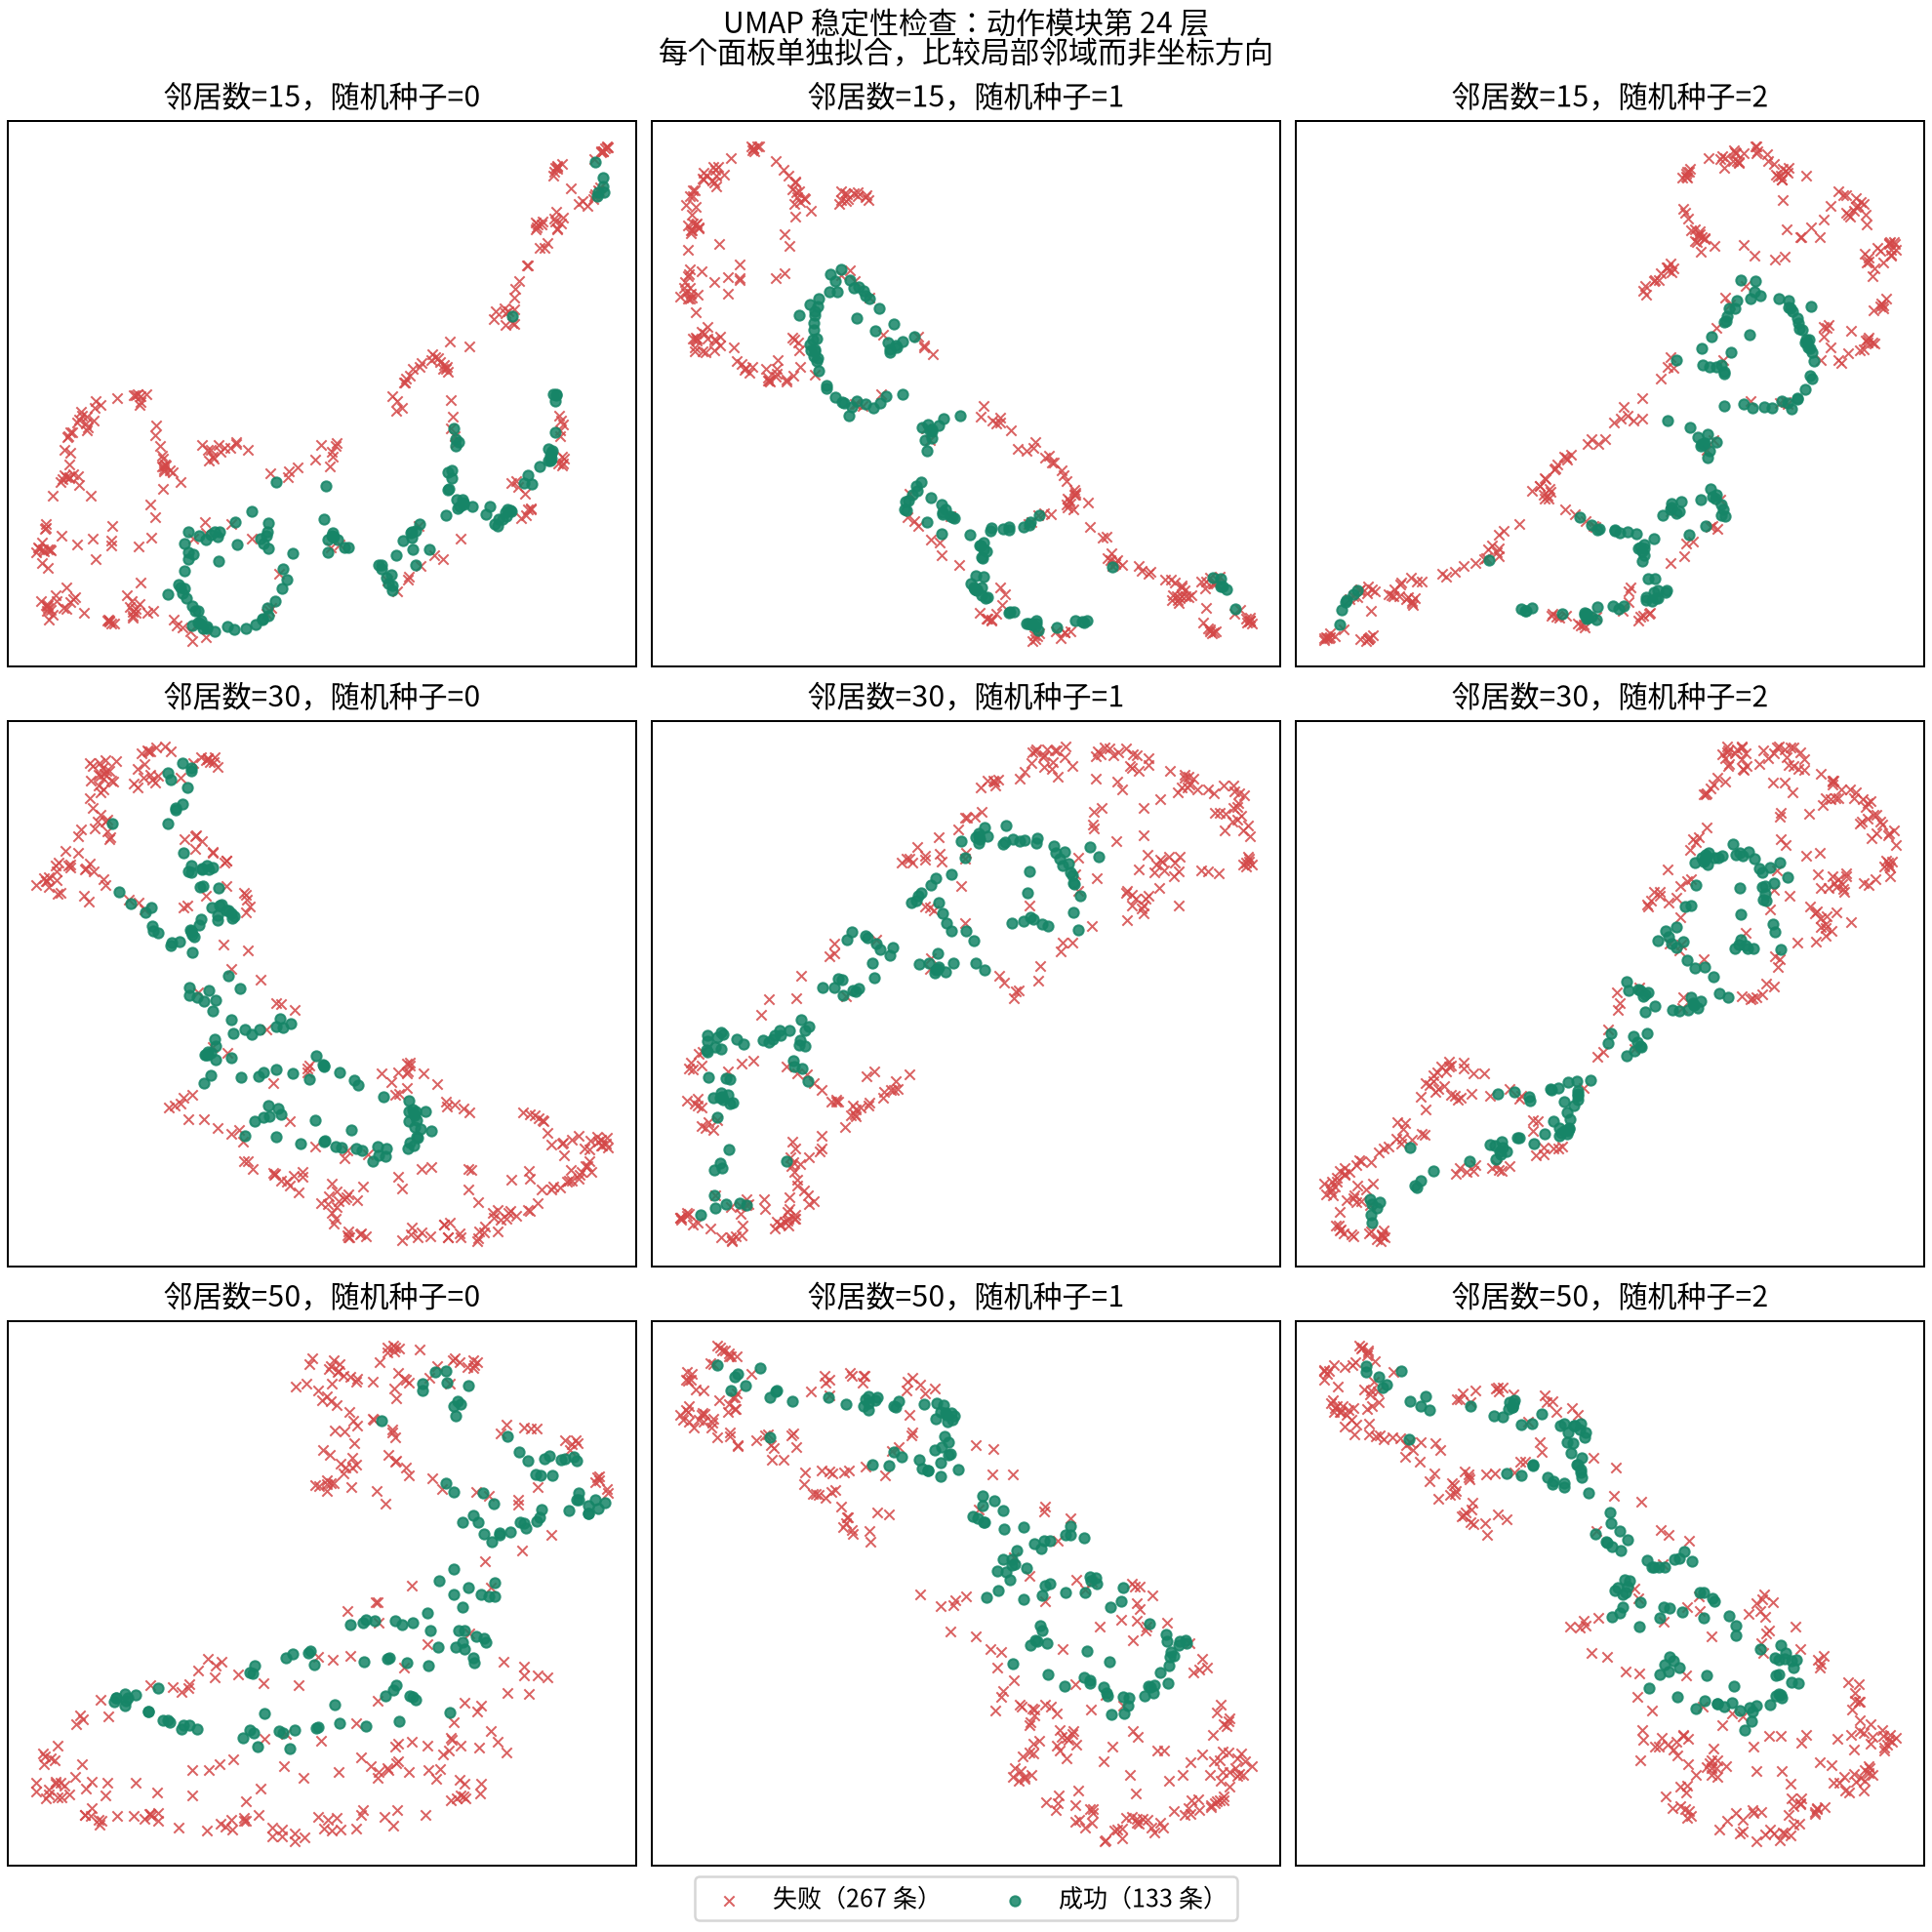 UMAP 稳定性检查：动作模块第 24 层
每个面板单独拟合，比较局部邻域而非坐标方向
邻居数=15，随机种子=0
邻居数=15，随机种子=1
邻居数=15，随机种子=2
邻居数=30，随机种子=0
邻居数=30，随机种子=1
邻居数=30，随机种子=2
邻居数=50，随机种子=0
邻居数=50，随机种子=1
邻居数=50，随机种子=2
失败（267 条）
成功（133 条）